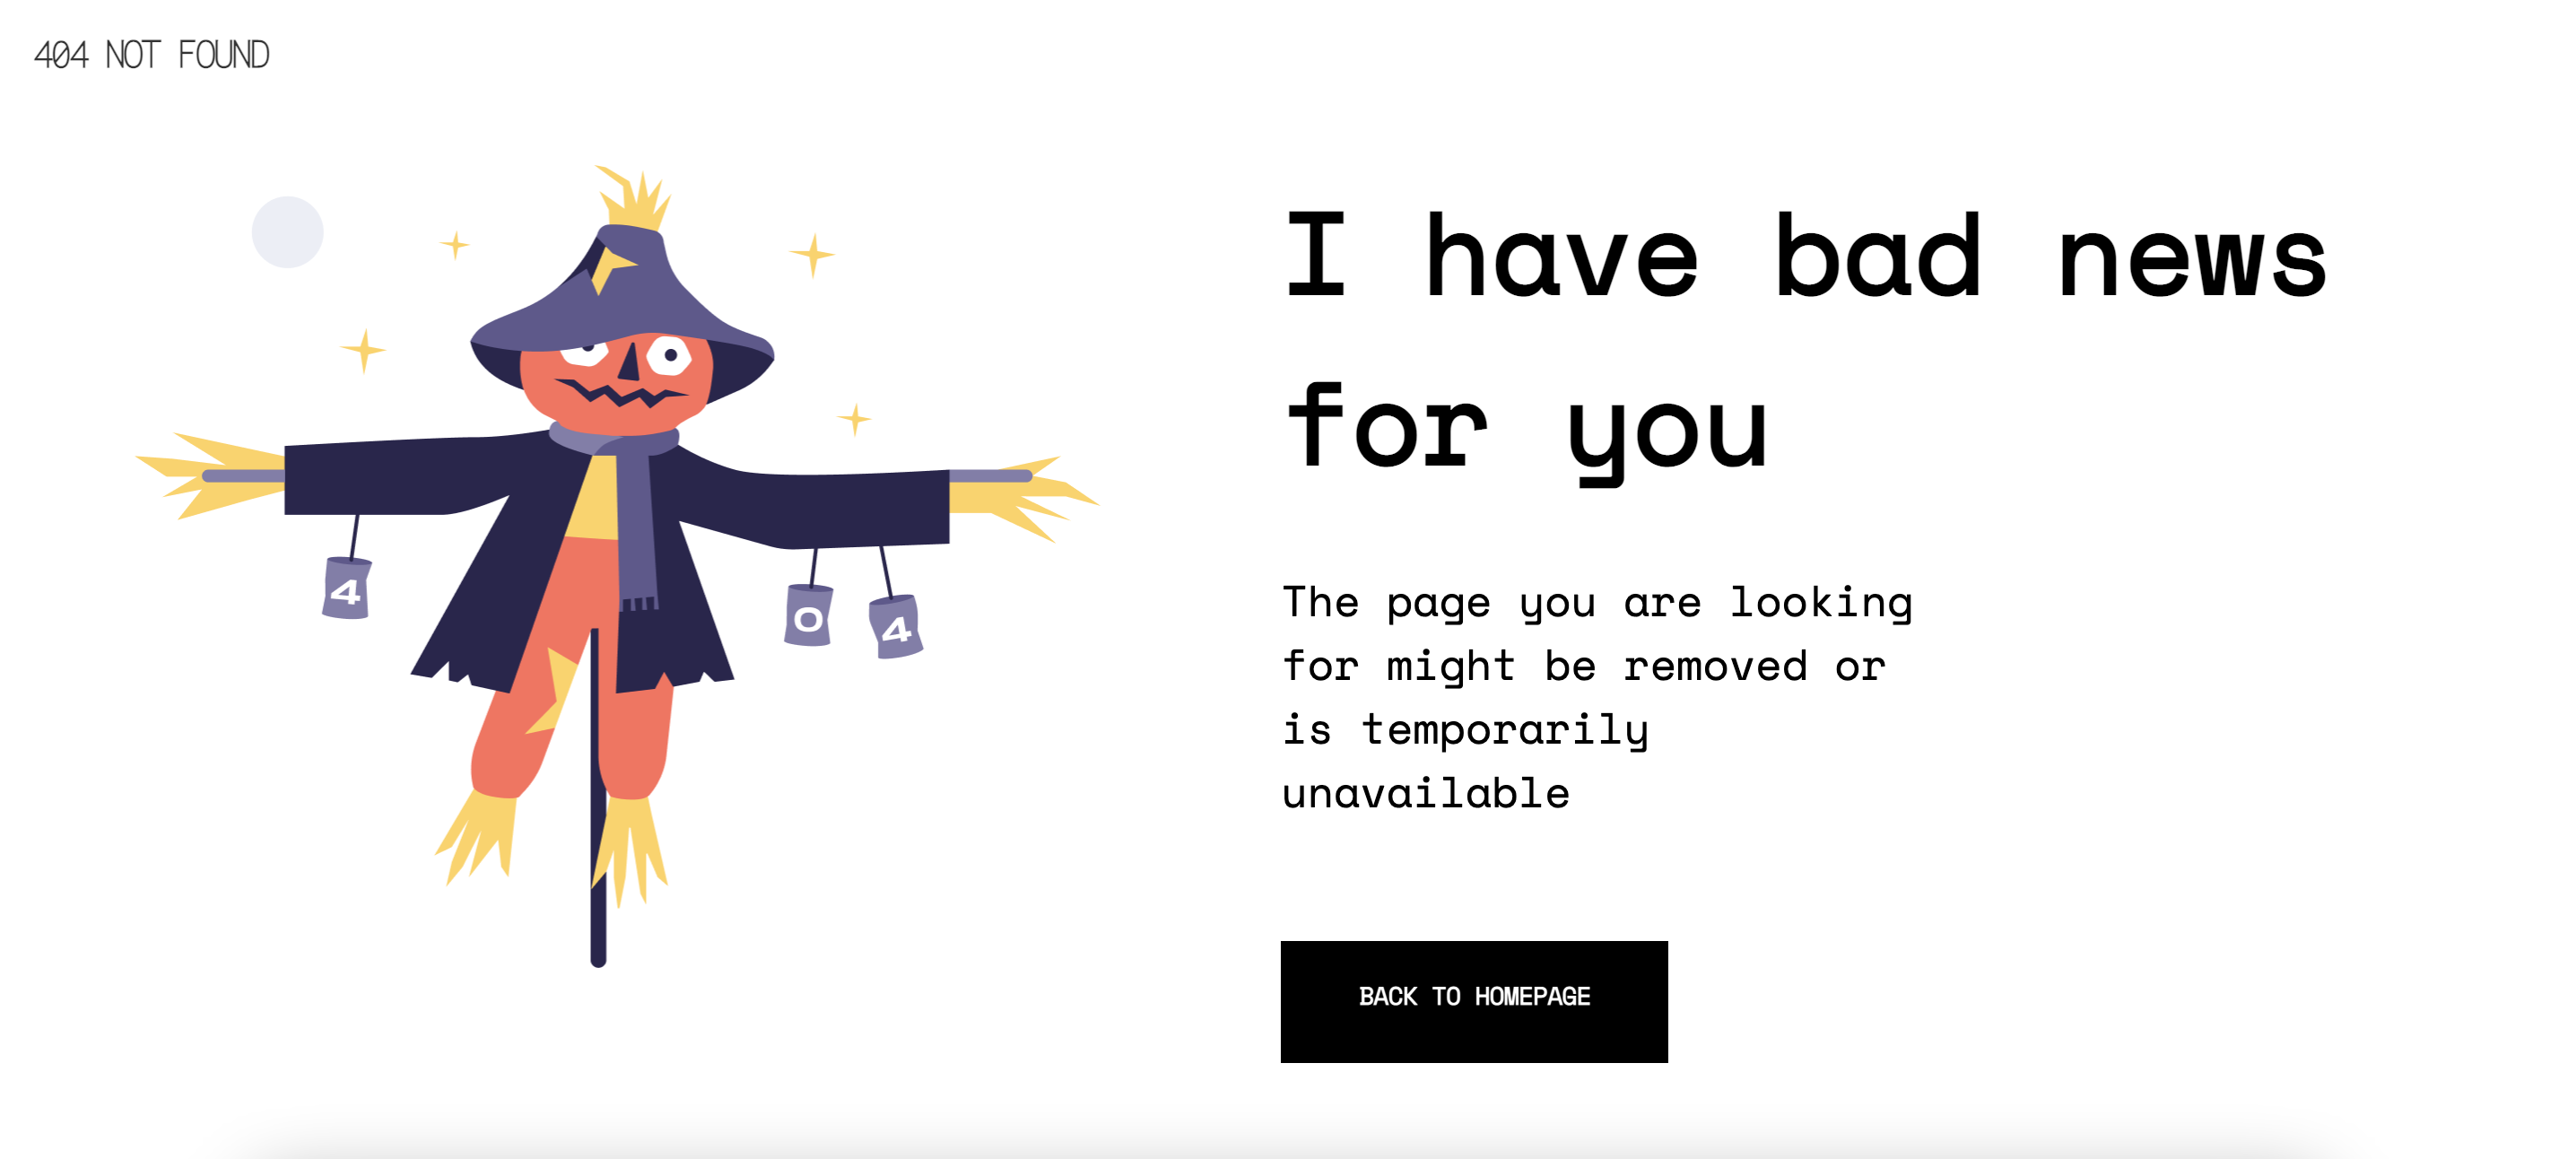 404 NOT FOUND
I have bad news
for you
4
0
4
The page you are looking
for might be removed or
is temporarily
unavailable
BACK TO HOMEPAGE